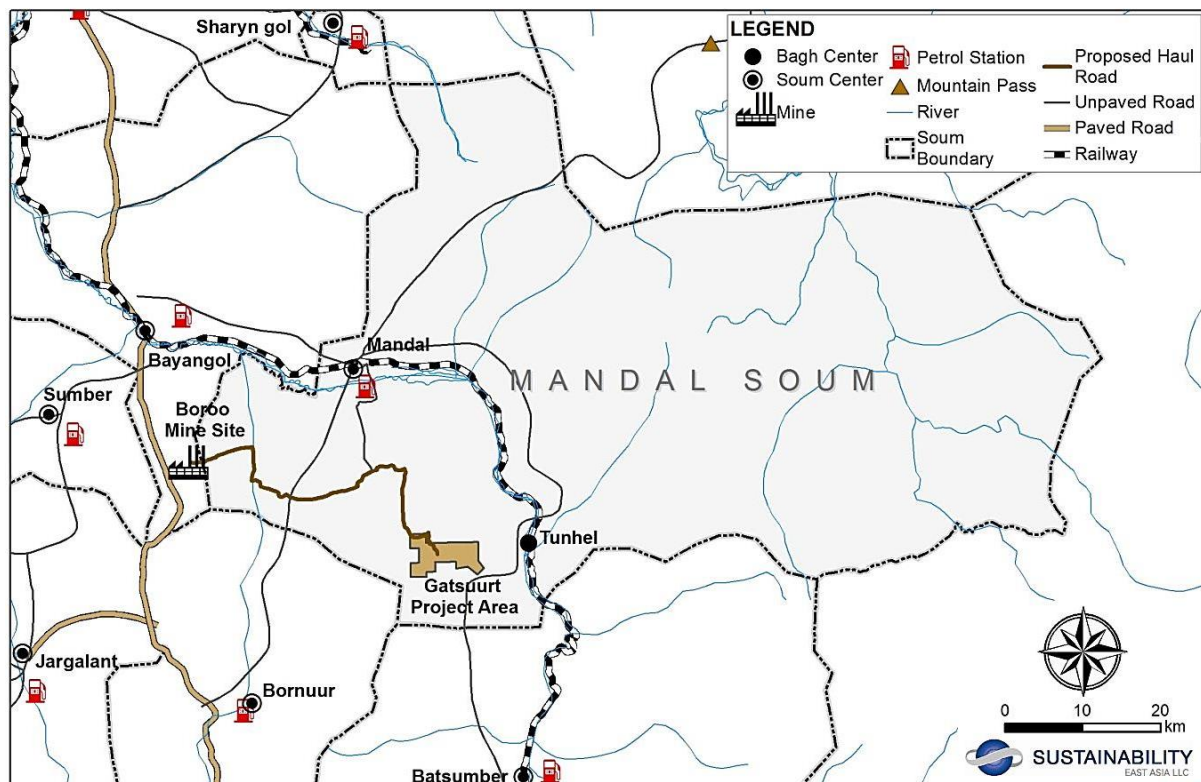 Sharyn gol
LEGEND
Bagh Center
Soum Center
Mine
Petrol Station
Mountain Pass
River
Soum
Boundary
Proposed Haul
Road
Unpaved Road
Paved Road
Railway
Bayangol
Mandal
MANDAL SOUM
Sumber
Boroo
Mine Site
Tunhel
Gatsuurt
Project Area
Jargalant
Bornuur
Batsumber
0 10 20
km
SUSTAINABILITY
EAST ASIA LLC